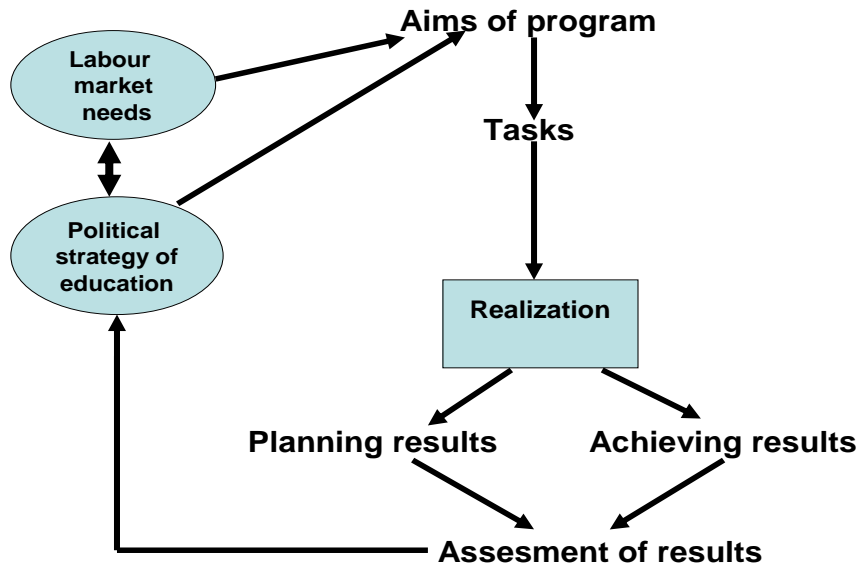 Aims of program
Labour
market
needs
Tasks
Political
strategy of
education
Realization
Planning results
Achieving results
Assesment of results